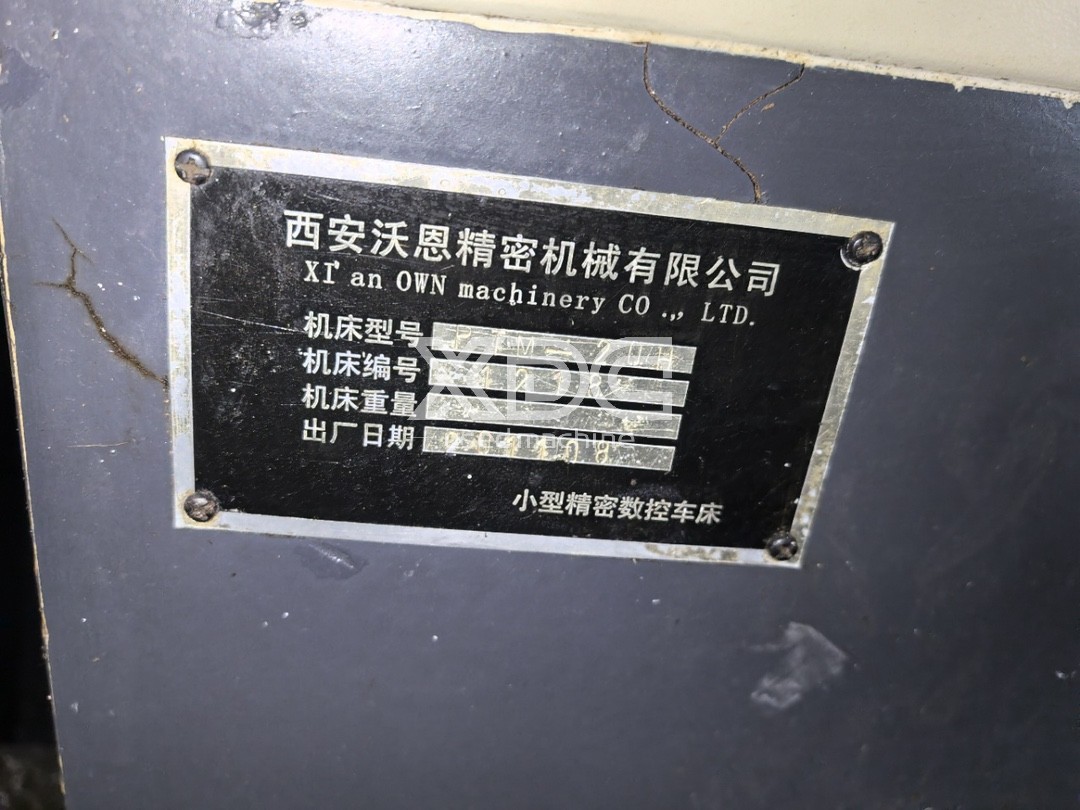 西安沃恩精密机械有限公司
XI'an OWN machinery CO .,, LTD.
机床型号
机床编号
机床重量
出厂日期
XDC
usedmachine
小型精密数控车床